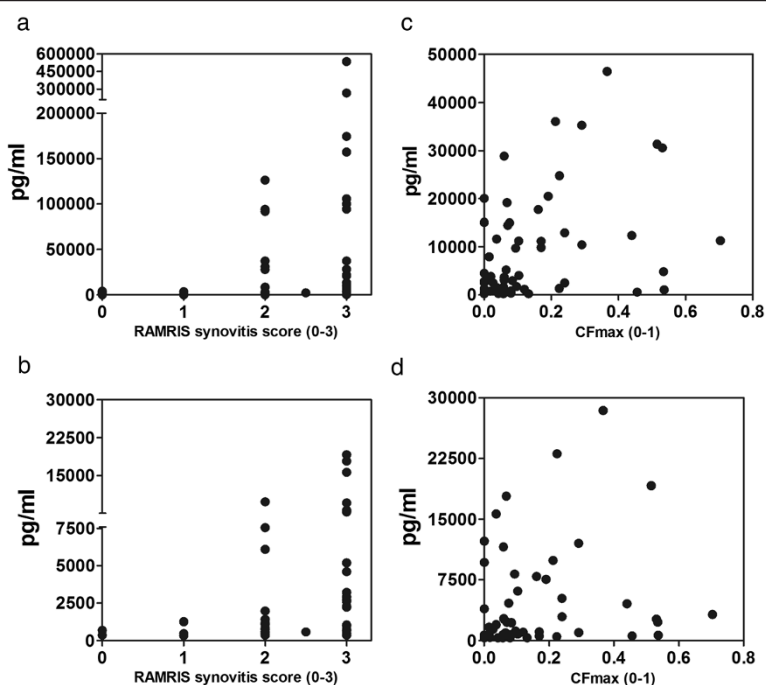 a
600000
450000
300000
200000
150000
100000
50000
0
pg/ml
0 1 2 3
RAMRIS synovitis score (0-3)
c
50000
40000
30000
20000
10000
0
pg/ml
0.0 0.2 0.4 0.6 0.8
CFmax (0-1)
b
30000
22500
15000
7500
2500
0
pg/ml
0 1 2 3
RAMRIS synovitis score (0-3)
d
30000
22500
15000
7500
0
pg/ml
0.0 0.2 0.4 0.6 0.8
CFmax (0-1)